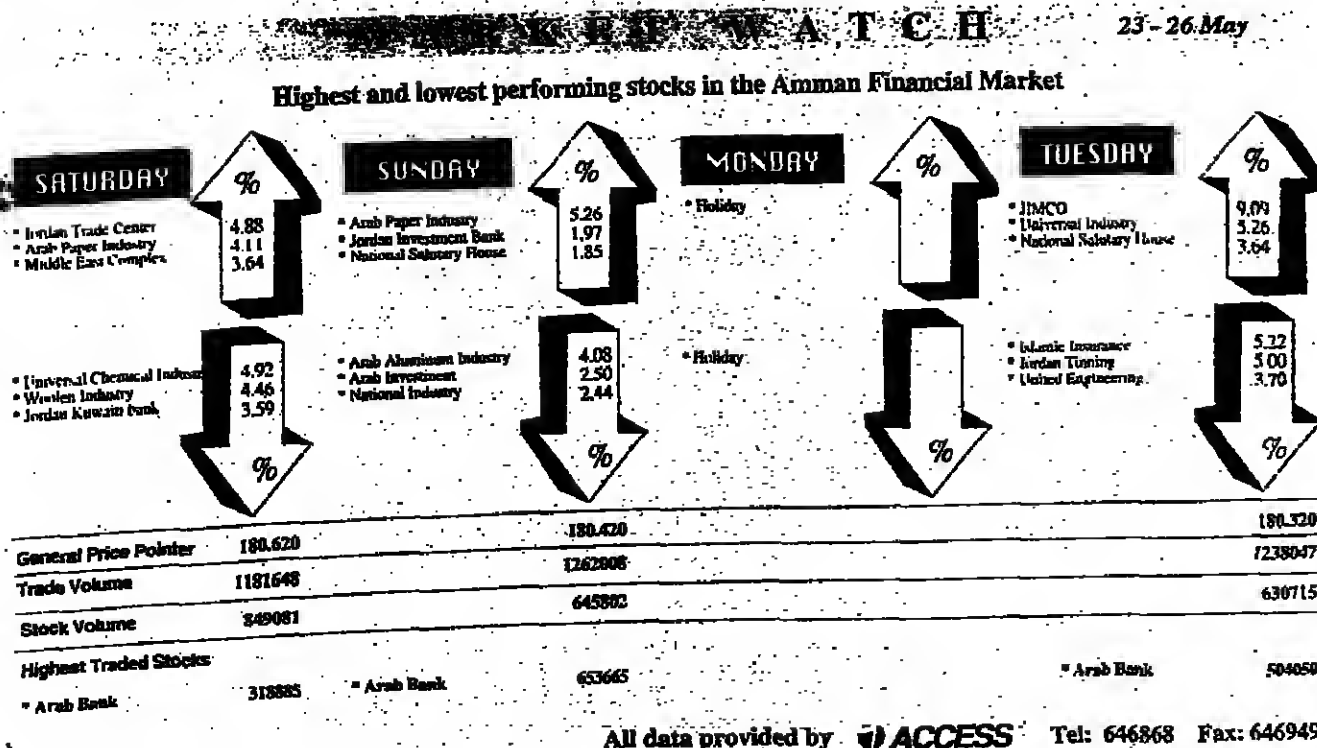 WATCH 23 - 26 May
Highest and lowest performing stocks in the Amman Financial Market
SATURDAY
%
* Jordan Trade Center 4.88
* Arab Paper Industry 4.11
* Middle East Complex 3.64
* Universal Chemical 4.92
* Woolen Industry 4.46
* Jordan Kuwait Bank 3.59
%
SUNDAY
%
* Arab Paper Industry 5.26
* Jordan Investment Bank 1.97
* National Salutary House 1.85
* Arab Aluminum Industry 4.08
* Arab Investment 2.50
* National Industry 2.44
%
MONDAY
%
* Holiday
* Holiday
%
TUESDAY
%
* JIMCO 9.09
* Universal Industry 5.26
* National Salutary House 3.64
* Islamic Insurance 5.22
* Jordan Tinning 5.00
* United Engineering 3.70
%
General Price Pointer 180.620 180.420 180.320
Trade Volume 1181648 1262008 1238047
Stock Volume 849081 645802 630715
Highest Traded Stocks
* Arab Bank 318885 * Arab Bank 653665 * Arab Bank 504050
All data provided by ACCESS Tel: 646868 Fax: 646949